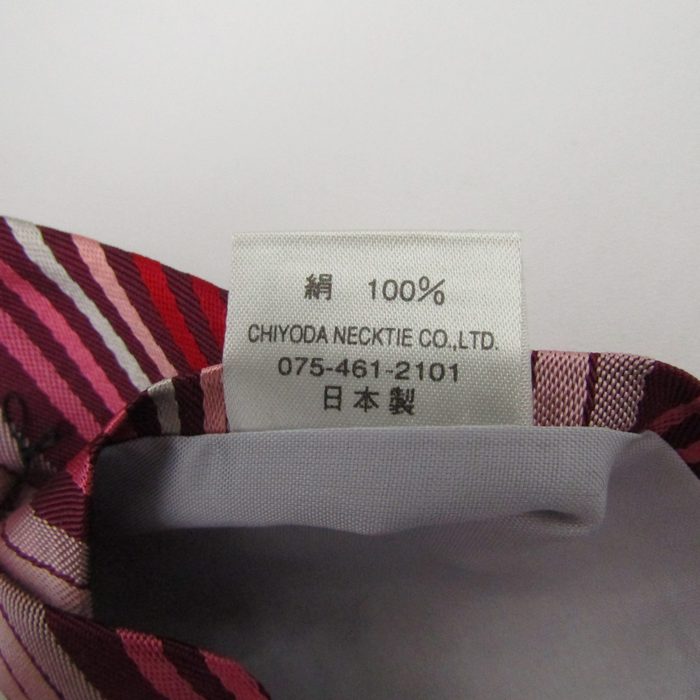 絹 100%
CHIYODA NECKTIE CO.,LTD.
075-461-2101
日本製